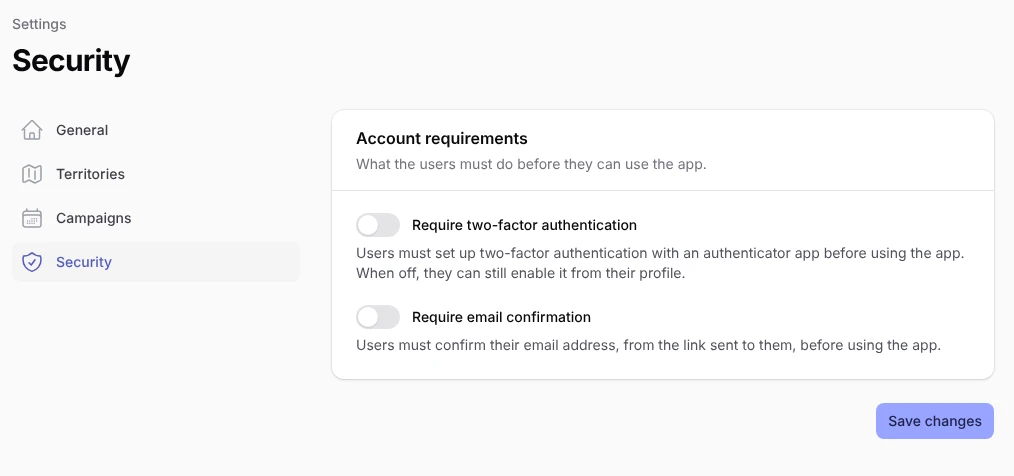 Settings
Security
General
Territories
Campaigns
Security
Account requirements
What the users must do before they can use the app.
Require two-factor authentication
Users must set up two-factor authentication with an authenticator app before using the app.
When off, they can still enable it from their profile.
Require email confirmation
Users must confirm their email address, from the link sent to them, before using the app.
Save changes